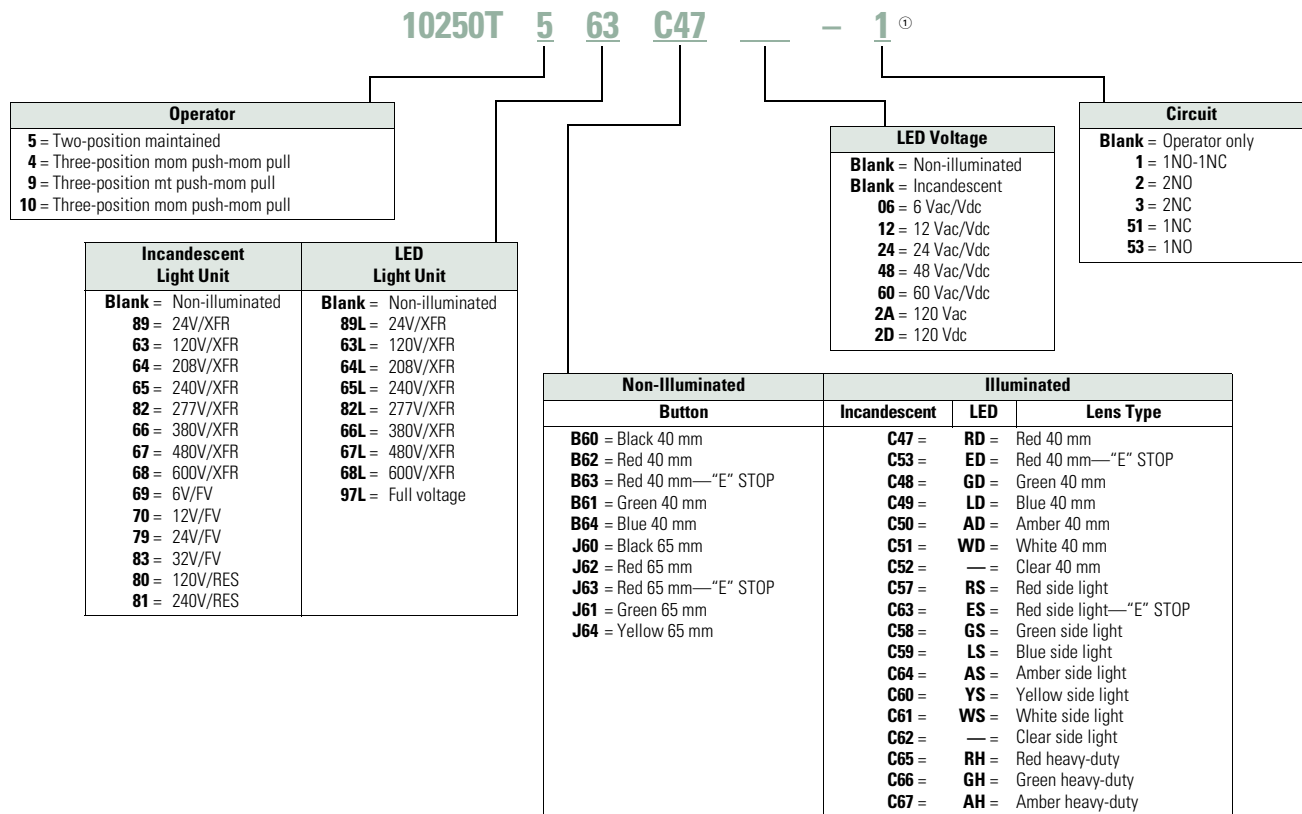 10250T 5 63 C47 ___ – 1 ①
Operator
5 = Two-position maintained
4 = Three-position mom push-mom pull
9 = Three-position mt push-mom pull
10 = Three-position mom push-mom pull
Incandescent
Light Unit
Blank = Non-illuminated
89 = 24V/XFR
63 = 120V/XFR
64 = 208V/XFR
65 = 240V/XFR
82 = 277V/XFR
66 = 380V/XFR
67 = 480V/XFR
68 = 600V/XFR
69 = 6V/FV
70 = 12V/FV
79 = 24V/FV
83 = 32V/FV
80 = 120V/RES
81 = 240V/RES
LED
Light Unit
Blank = Non-illuminated
89L = 24V/XFR
63L = 120V/XFR
64L = 208V/XFR
65L = 240V/XFR
82L = 277V/XFR
66L = 380V/XFR
67L = 480V/XFR
68L = 600V/XFR
97L = Full voltage
LED Voltage
Blank = Non-illuminated
Blank = Incandescent
06 = 6 Vac/Vdc
12 = 12 Vac/Vdc
24 = 24 Vac/Vdc
48 = 48 Vac/Vdc
60 = 60 Vac/Vdc
2A = 120 Vac
2D = 120 Vdc
Circuit
Blank = Operator only
1 = 1NO-1NC
2 = 2NO
3 = 2NC
51 = 1NC
53 = 1NO
Non-Illuminated
Button
B60 = Black 40 mm
B62 = Red 40 mm
B63 = Red 40 mm—“E” STOP
B61 = Green 40 mm
B64 = Blue 40 mm
J60 = Black 65 mm
J62 = Red 65 mm
J63 = Red 65 mm—“E” STOP
J61 = Green 65 mm
J64 = Yellow 65 mm
Illuminated
Incandescent LED Lens Type
C47 = RD = Red 40 mm
C53 = ED = Red 40 mm—“E” STOP
C48 = GD = Green 40 mm
C49 = LD = Blue 40 mm
C50 = AD = Amber 40 mm
C51 = WD = White 40 mm
C52 = — = Clear 40 mm
C57 = RS = Red side light
C63 = ES = Red side light—“E” STOP
C58 = GS = Green side light
C59 = LS = Blue side light
C64 = AS = Amber side light
C60 = YS = Yellow side light
C61 = WS = White side light
C62 = — = Clear side light
C65 = RH = Red heavy-duty
C66 = GH = Green heavy-duty
C67 = AH = Amber heavy-duty